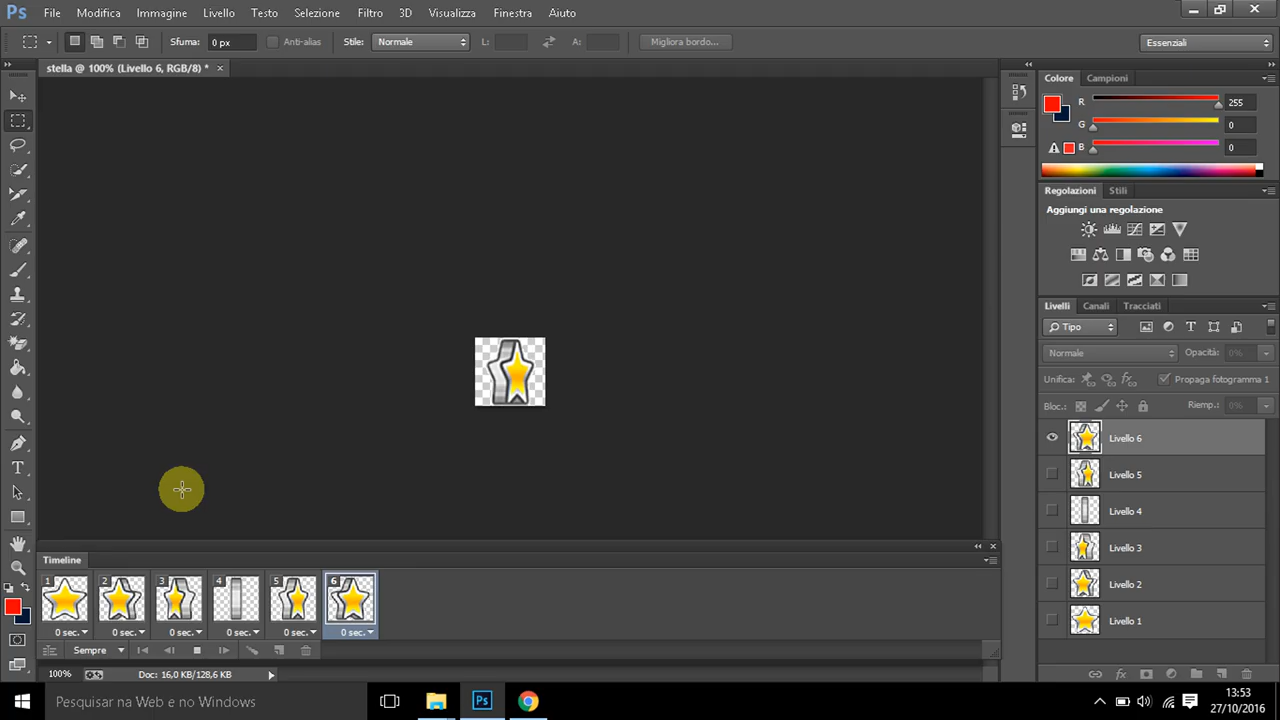 Ps File Modifica Immagine Livello Testo Selezione Filtro 3D Visualizza Finestra Aiuto
Sfuma: 0 px Anti-alias Stile: Normale L: A: Migliora bordo... Essenziali
stella @ 100% (Livello 6, RGB/8) * ×
Colore Campioni
R 255
G 0
B 0
Regolazioni Stili
Aggiungi una regolazione
Livelli Canali Tracciati
Tipo
Normale Opacità: 0%
Unifica: Propaga fotogramma 1
Bloc.: Riemp.: 0%
Livello 6
Livello 5
Livello 4
Livello 3
Livello 2
Livello 1
Timeline
1 2 3 4 5 6
0 sec. 0 sec. 0 sec. 0 sec. 0 sec. 0 sec.
Sempre
100% Doc: 16,0 KB/128,6 KB
Pesquisar na Web e no Windows
Ps
13:53
27/10/2016